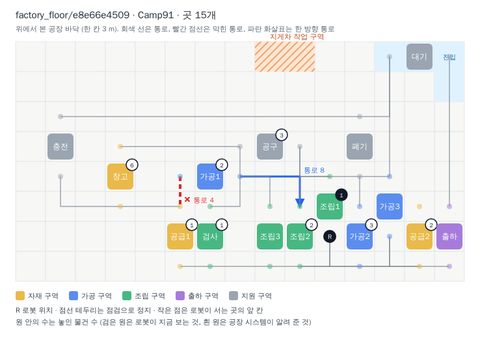 factory_floor/e8e66e4509 · Camp91 · 곳 15개
위에서 본 공장 바닥 (한 칸 3 m). 회색 선은 통로, 빨간 점선은 막힌 통로, 파란 화살표는 한 방향 통로
지게차 작업 구역
대기
진입
충전
공구
3
폐기
창고
6
가공1
2
통로 8
통로 4
조립1
1
가공3
공급1
1
검사
1
조립3
조립2
2
R
가공2
3
공급2
2
출하
자재 구역
가공 구역
조립 구역
출하 구역
지원 구역
R 로봇 위치 · 점선 테두리는 점검으로 정지 · 작은 점은 로봇이 서는 곳의 앞 칸
원 안의 수는 놓인 물건 수 (검은 원은 로봇이 지금 보는 것, 흰 원은 공장 시스템이 알려 준 것)